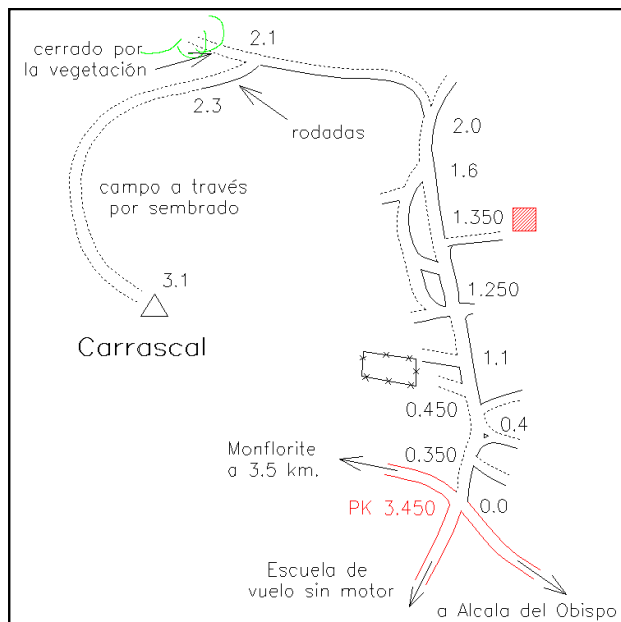 2.1
cerrado por
la vegetación
2.3
rodadas
2.0
1.6
campo a través
por sembrado
1.350
3.1
1.250
Carrascal
1.1
0.450
0.4
Monflorite
a 3.5 km.
0.350
PK 3.450
0.0
Escuela de
vuelo sin motor
a Alcala del Obispo